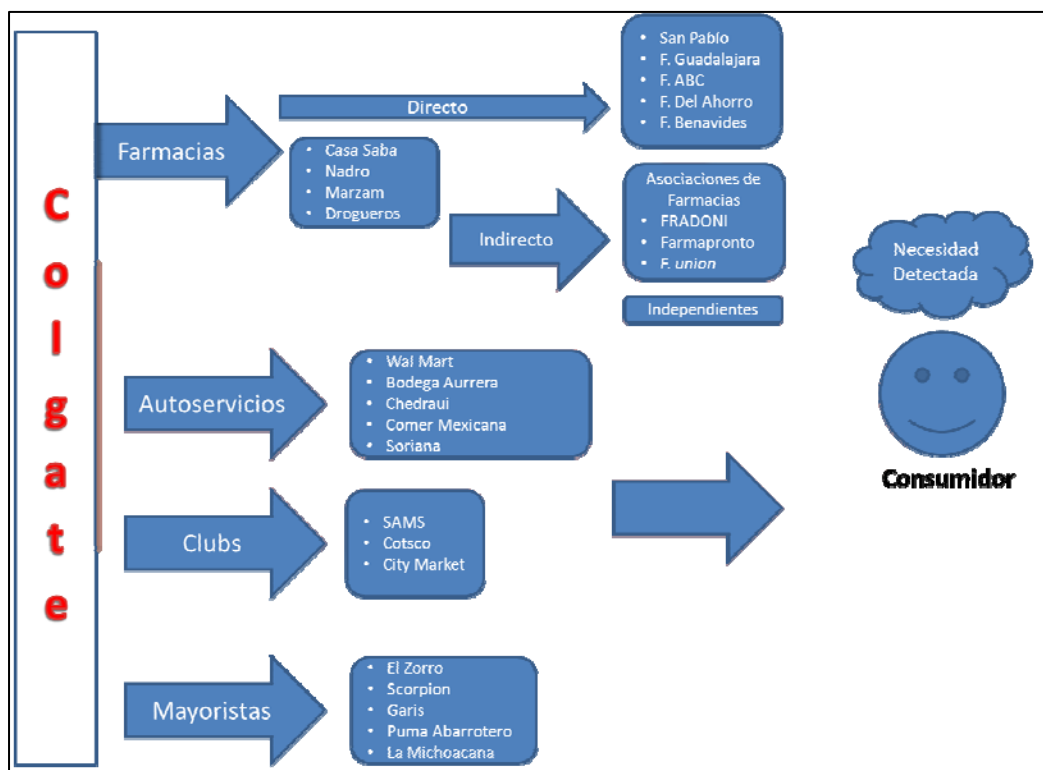 Colgate
Farmacias
Directo
• San Pablo
• F. Guadalajara
• F. ABC
• F. Del Ahorro
• F. Benavides
• Casa Saba
• Nadro
• Marzam
• Drogueros
Indirecto
Asociaciones de
Farmacias
• FRADONI
• Farmapronto
• F. union
Independientes
Autoservicios
• Wal Mart
• Bodega Aurrera
• Chedraui
• Comer Mexicana
• Soriana
Clubs
• SAMS
• Cotsco
• City Market
Mayoristas
• El Zorro
• Scorpion
• Garis
• Puma Abarrotero
• La Michoacana
Necesidad
Detectada
Consumidor